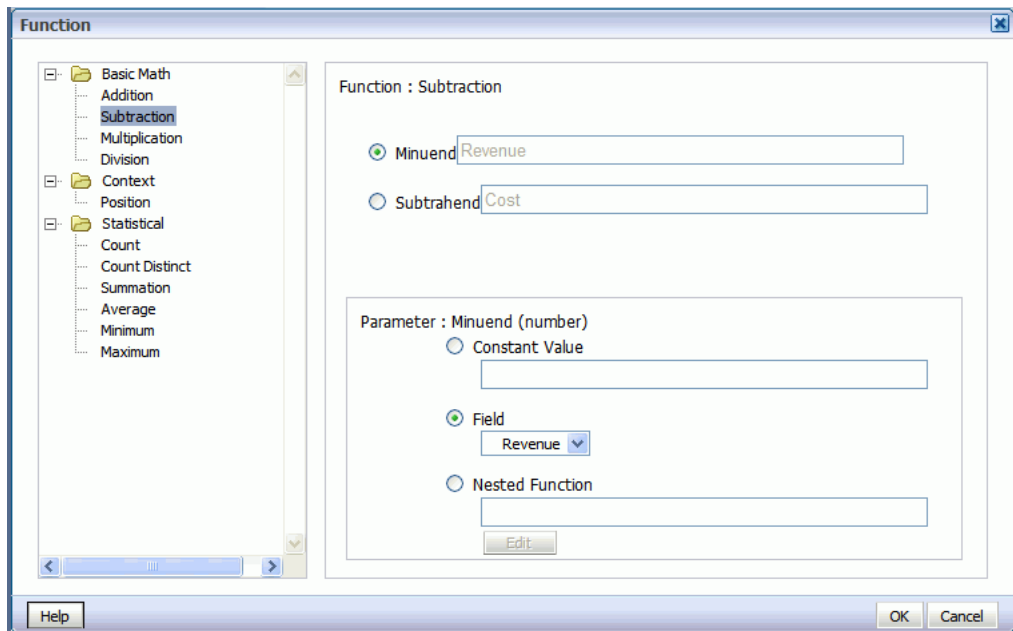 Function
Basic Math
Addition
Subtraction
Multiplication
Division
Context
Position
Statistical
Count
Count Distinct
Summation
Average
Minimum
Maximum
Function : Subtraction
Minuend Revenue
Subtrahend Cost
Parameter : Minuend (number)
Constant Value
Field
Revenue
Nested Function
Edit
Help
OK Cancel